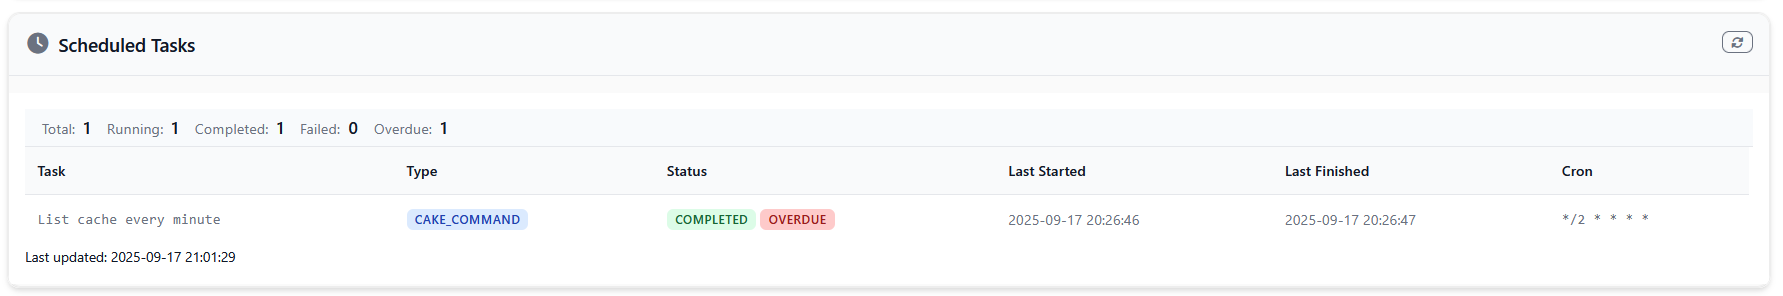 Scheduled Tasks
Total: 1 Running: 1 Completed: 1 Failed: 0 Overdue: 1
Task Type Status Last Started Last Finished Cron
List cache every minute CAKE_COMMAND COMPLETED OVERDUE 2025-09-17 20:26:46 2025-09-17 20:26:47 */2 * * * *
Last updated: 2025-09-17 21:01:29